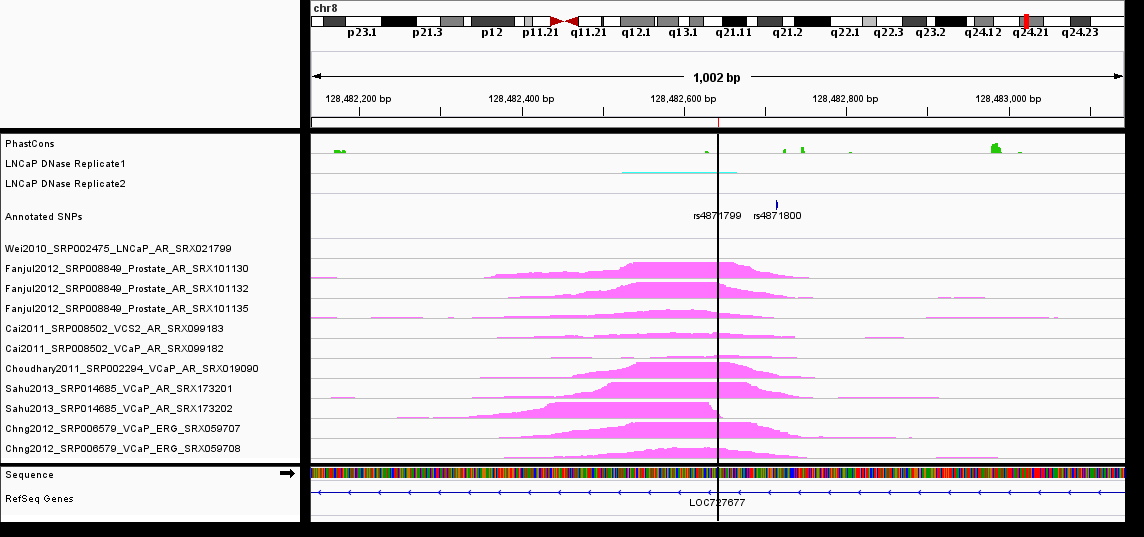 chr8
p23.1 p21.3 p12 p11.21 q11.21 q12.1 q13.1 q21.11 q21.2 q22.1 q22.3 q23.2 q24.12 q24.21 q24.23
1,002 bp
128,482,200 bp 128,482,400 bp 128,482,600 bp 128,482,800 bp 128,483,000 bp
PhastCons
LNCaP DNase Replicate1
LNCaP DNase Replicate2
Annotated SNPs
rs4871799 rs4871800
Wei2010_SRP002475_LNCaP_AR_SRX021799
Fanjul2012_SRP008849_Prostate_AR_SRX101130
Fanjul2012_SRP008849_Prostate_AR_SRX101132
Fanjul2012_SRP008849_Prostate_AR_SRX101135
Cai2011_SRP008502_VCS2_AR_SRX099183
Cai2011_SRP008502_VCaP_AR_SRX099182
Choudhary2011_SRP002294_VCaP_AR_SRX019090
Sahu2013_SRP014685_VCaP_AR_SRX173201
Sahu2013_SRP014685_VCaP_AR_SRX173202
Chng2012_SRP006579_VCaP_ERG_SRX059707
Chng2012_SRP006579_VCaP_ERG_SRX059708
Sequence
RefSeq Genes
LOC727677